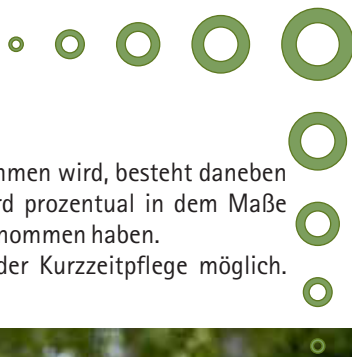 mmen wird, besteht daneben
rd prozentual in dem Maße
nommen haben.
der Kurzzeitpflege möglich.